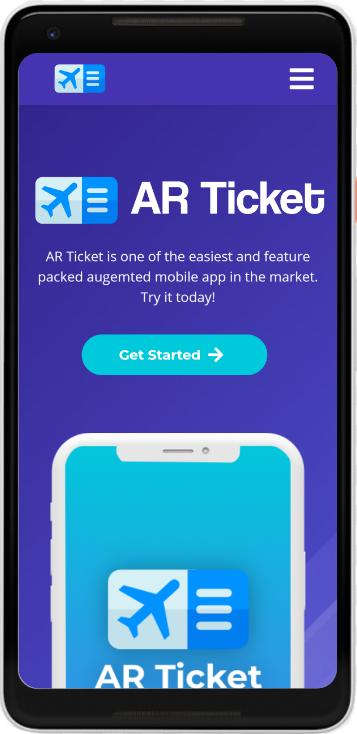 AR Ticket
AR Ticket is one of the easiest and feature
packed augemted mobile app in the market.
Try it today!
Get Started
AR Ticket